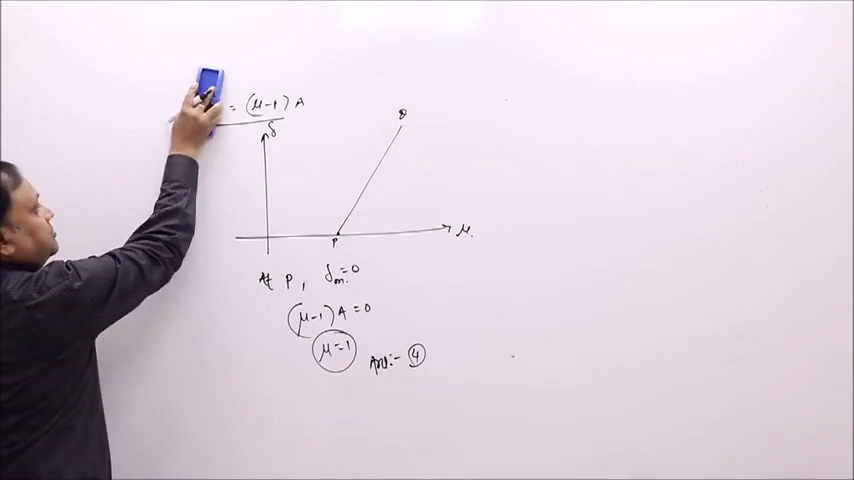 = (μ-1) A
δ
Q
μ.
P
At P, δm = 0
(μ-1) A = 0
μ = 1
Ans:- 4